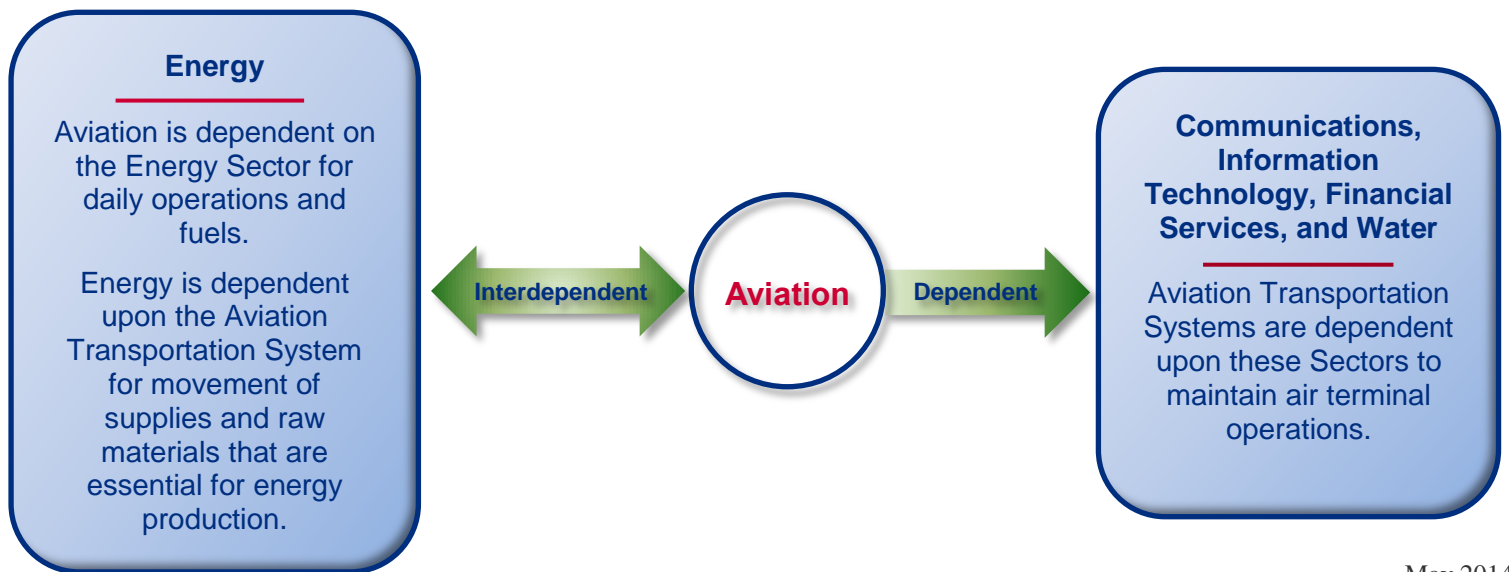 Energy
Aviation is dependent on
the Energy Sector for
daily operations and
fuels.
Energy is dependent
upon the Aviation
Transportation System
for movement of
supplies and raw
materials that are
essential for energy
production.
Interdependent
Aviation
Dependent
Communications,
Information
Technology, Financial
Services, and Water
Aviation Transportation
Systems are dependent
upon these Sectors to
maintain air terminal
operations.
May 2014